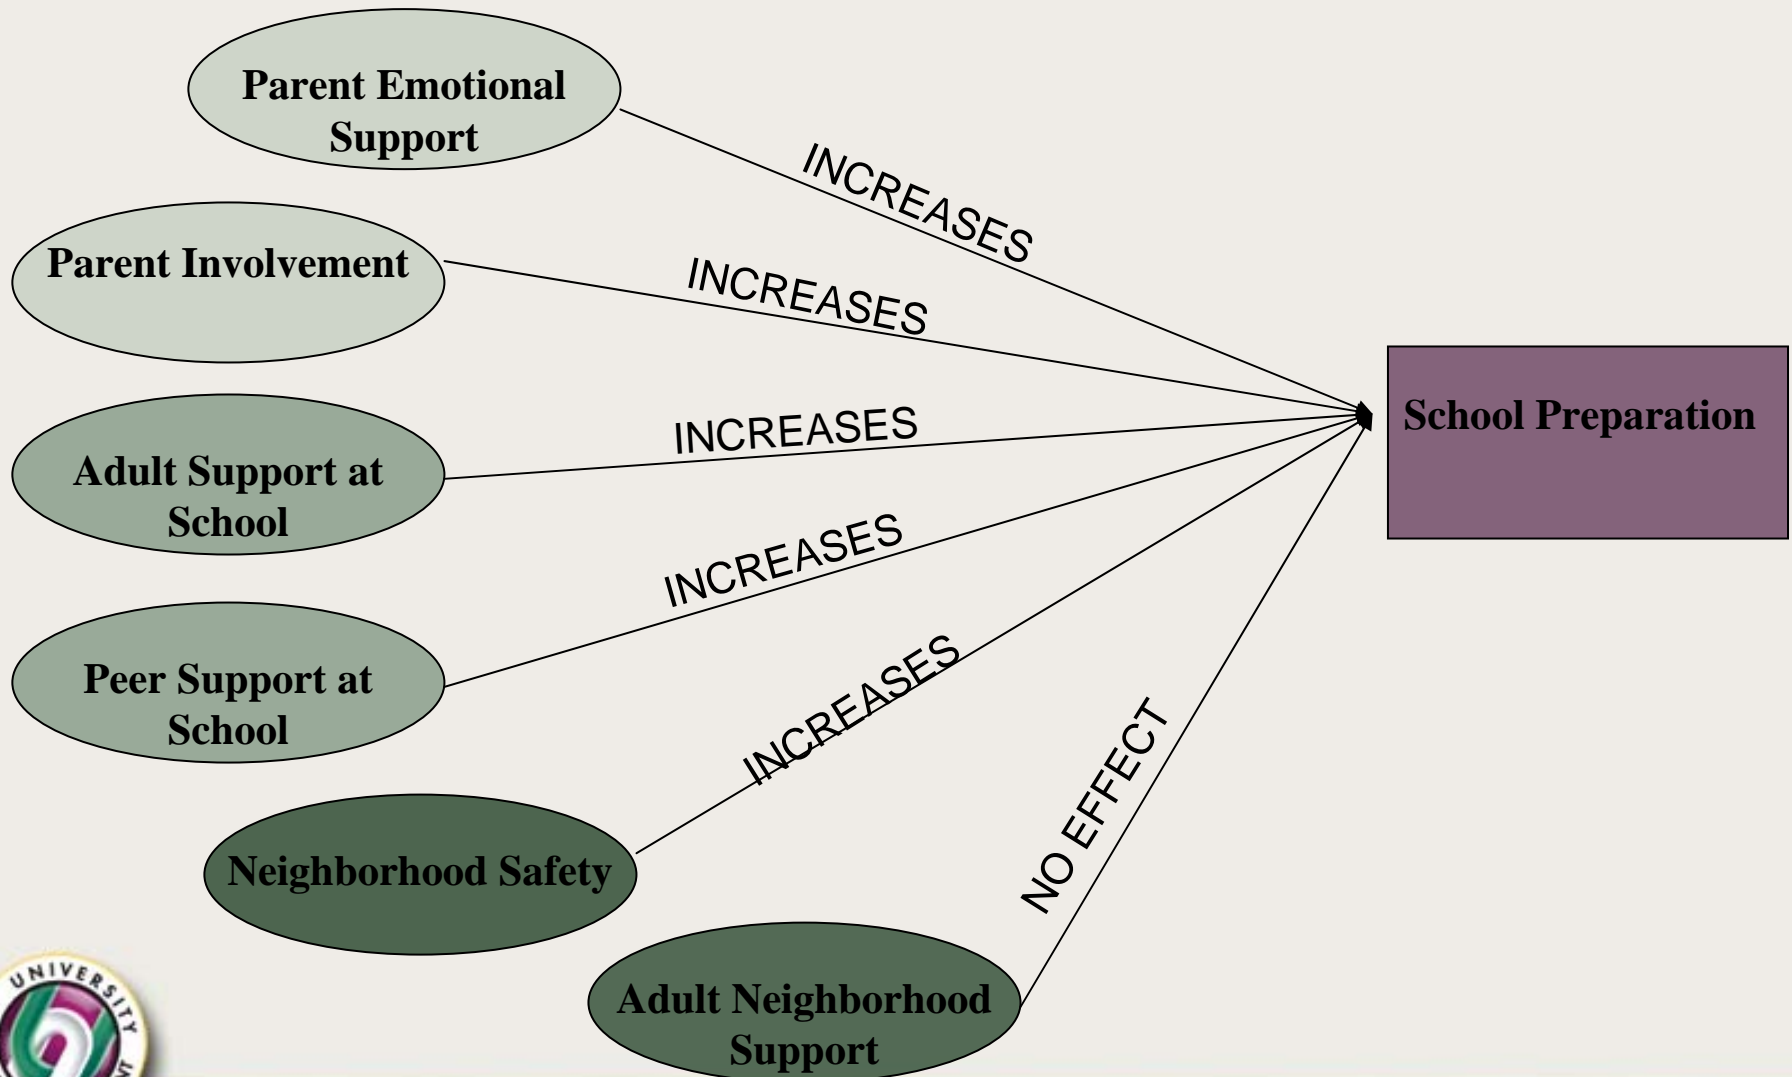 Parent Emotional
Support
INCREASES
Parent Involvement
INCREASES
Adult Support at
School
INCREASES
School Preparation
Peer Support at
School
INCREASES
Neighborhood Safety
INCREASES
Adult Neighborhood
Support
NO EFFECT
UNIVERSITY